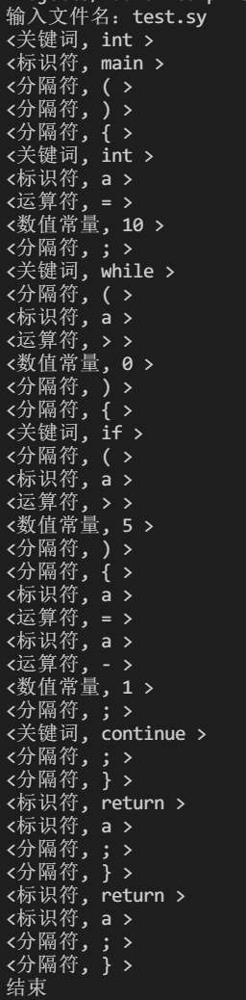 输入文件名: test.sy
<关键词, int >
<标识符, main >
<分隔符, ( >
<分隔符, ) >
<分隔符, { >
<关键词, int >
<标识符, a >
<运算符, = >
<数值常量, 10 >
<分隔符, ; >
<关键词, while >
<分隔符, ( >
<标识符, a >
<运算符, > >
<数值常量, 0 >
<分隔符, ) >
<分隔符, { >
<关键词, if >
<分隔符, ( >
<标识符, a >
<运算符, > >
<数值常量, 5 >
<分隔符, ) >
<分隔符, { >
<标识符, a >
<运算符, = >
<标识符, a >
<运算符, - >
<数值常量, 1 >
<分隔符, ; >
<关键词, continue >
<分隔符, ; >
<分隔符, } >
<标识符, return >
<标识符, a >
<分隔符, ; >
<分隔符, } >
<标识符, return >
<标识符, a >
<分隔符, ; >
<分隔符, } >
结束